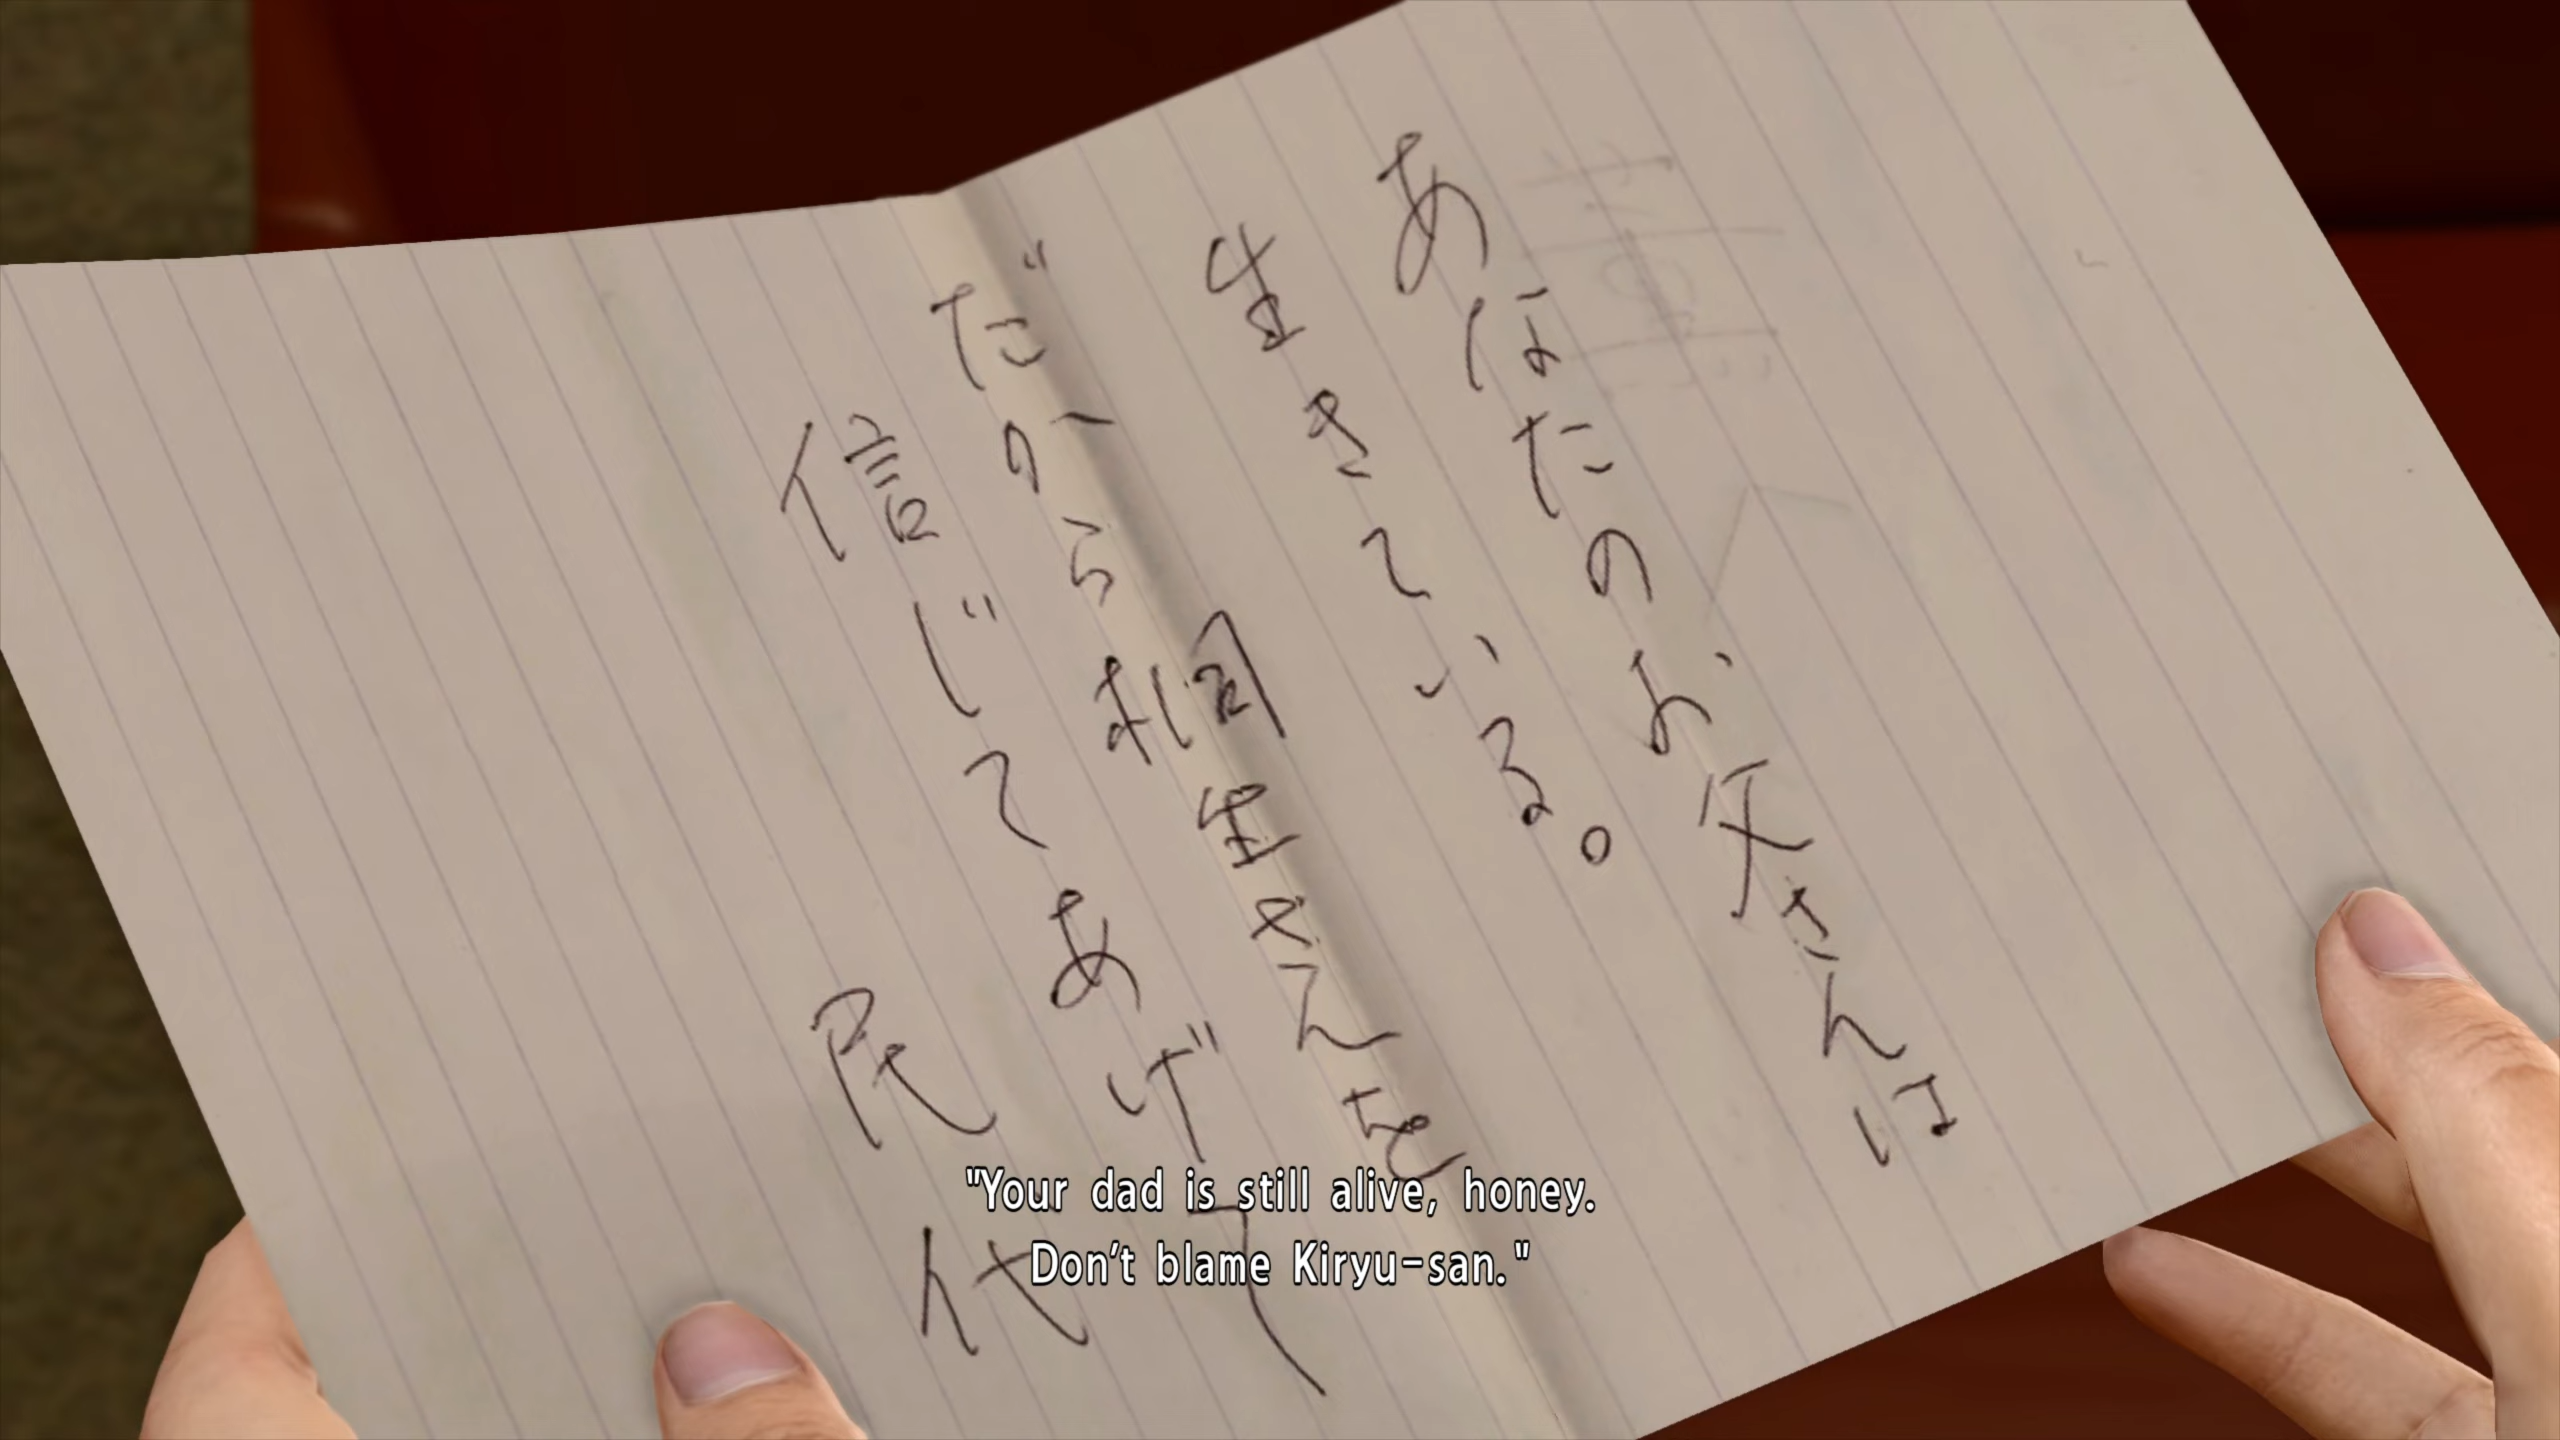 あなたのお父さんは
生きている。
だから桐生さんを
信じてあげて
民代
"Your dad is still alive, honey.
Don't blame Kiryu-san."